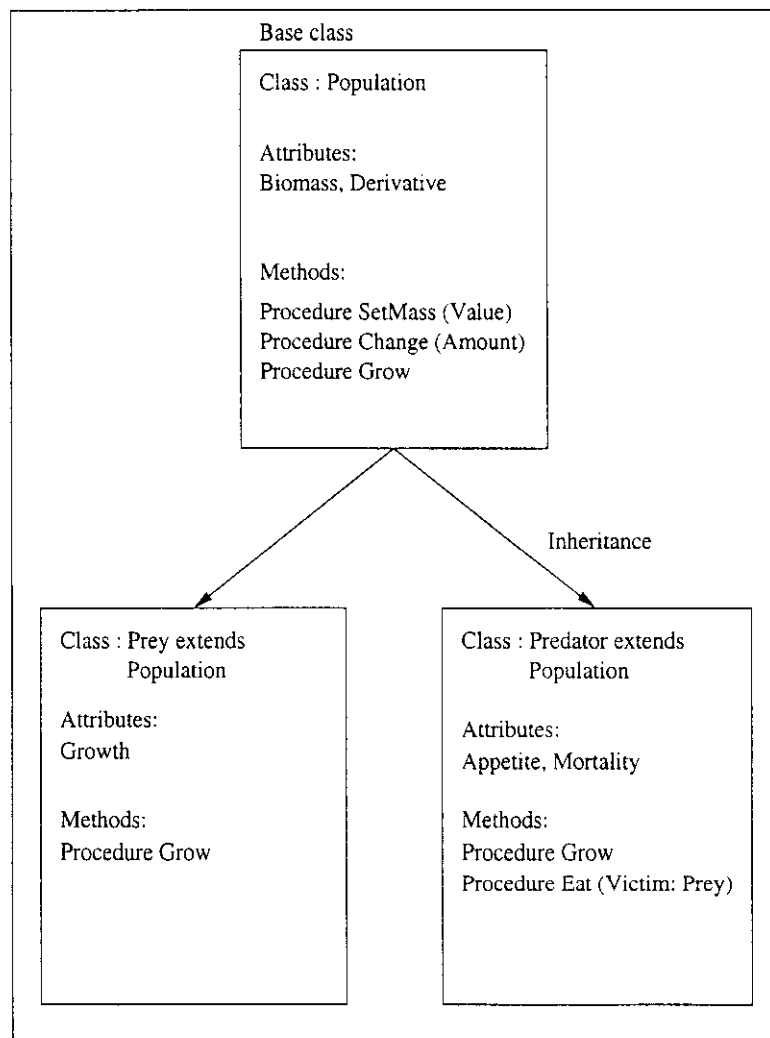 Base class
Class : Population
Attributes:
Biomass, Derivative
Methods:
Procedure SetMass (Value)
Procedure Change (Amount)
Procedure Grow
Inheritance
Class : Prey extends
Population
Attributes:
Growth
Methods:
Procedure Grow
Class : Predator extends
Population
Attributes:
Appetite, Mortality
Methods:
Procedure Grow
Procedure Eat (Victim: Prey)